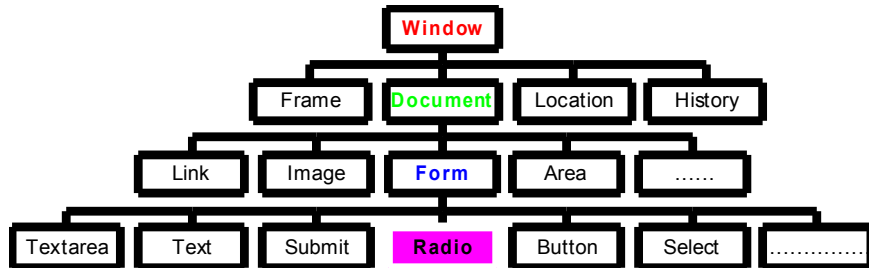 Window
Frame Document Location History
Link Image Form Area ......
Textarea Text Submit Radio Button Select ...............